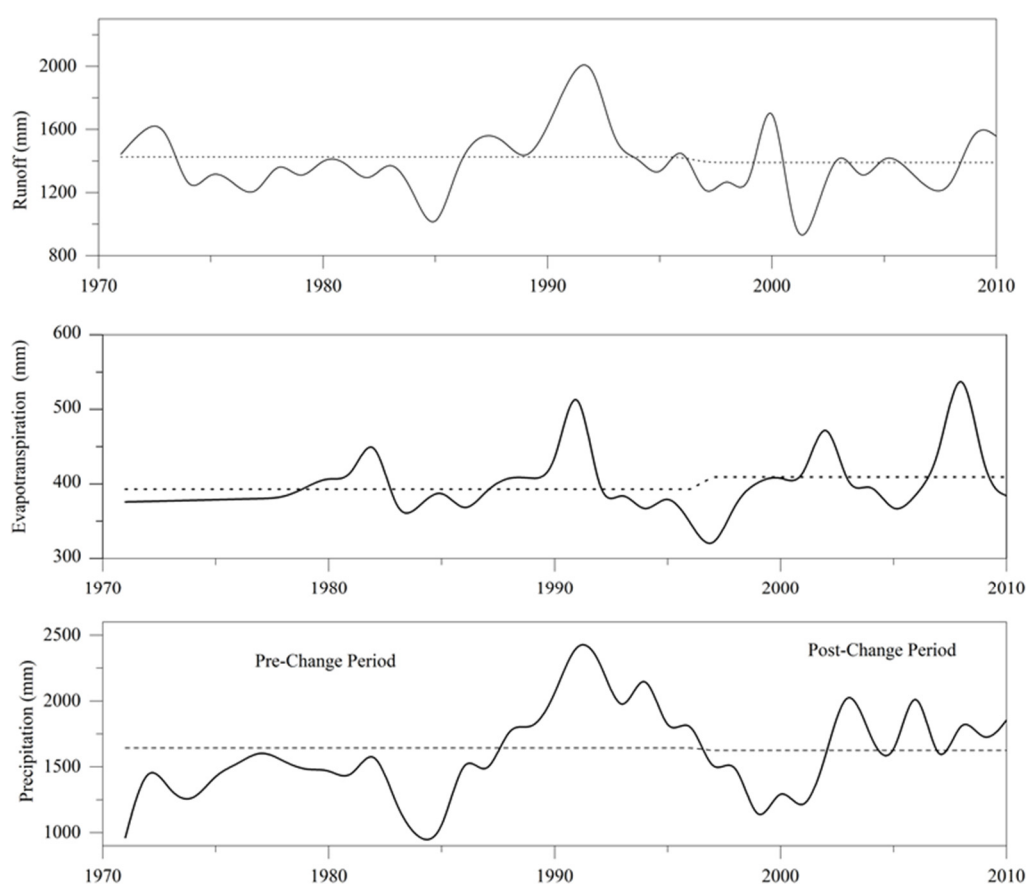 Runoff (mm)
2000
1600
1200
800
1970 1980 1990 2000 2010
Evapotranspiration (mm)
600
500
400
300
1970 1980 1990 2000 2010
Precipitation (mm)
2500
Pre-Change Period Post-Change Period
2000
1500
1000
1970 1980 1990 2000 2010